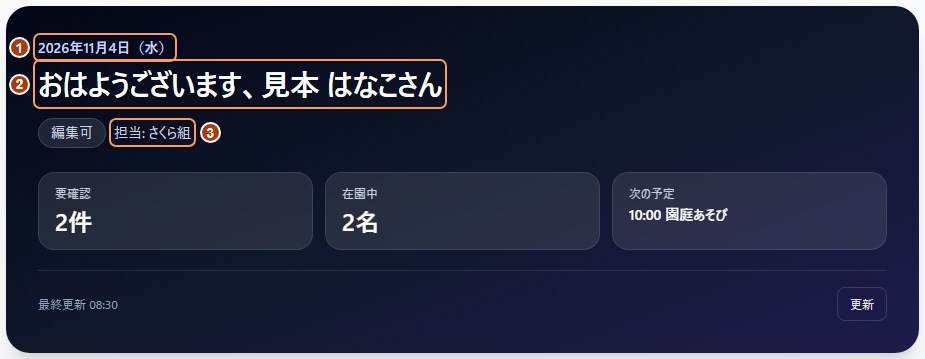 1 2026年11月4日（水）
2 おはようございます、見本 はなこさん
編集可 担当: さくら組 3
要確認 在園中 次の予定
2件 2名 10:00 園庭あそび
最終更新 08:30 更新